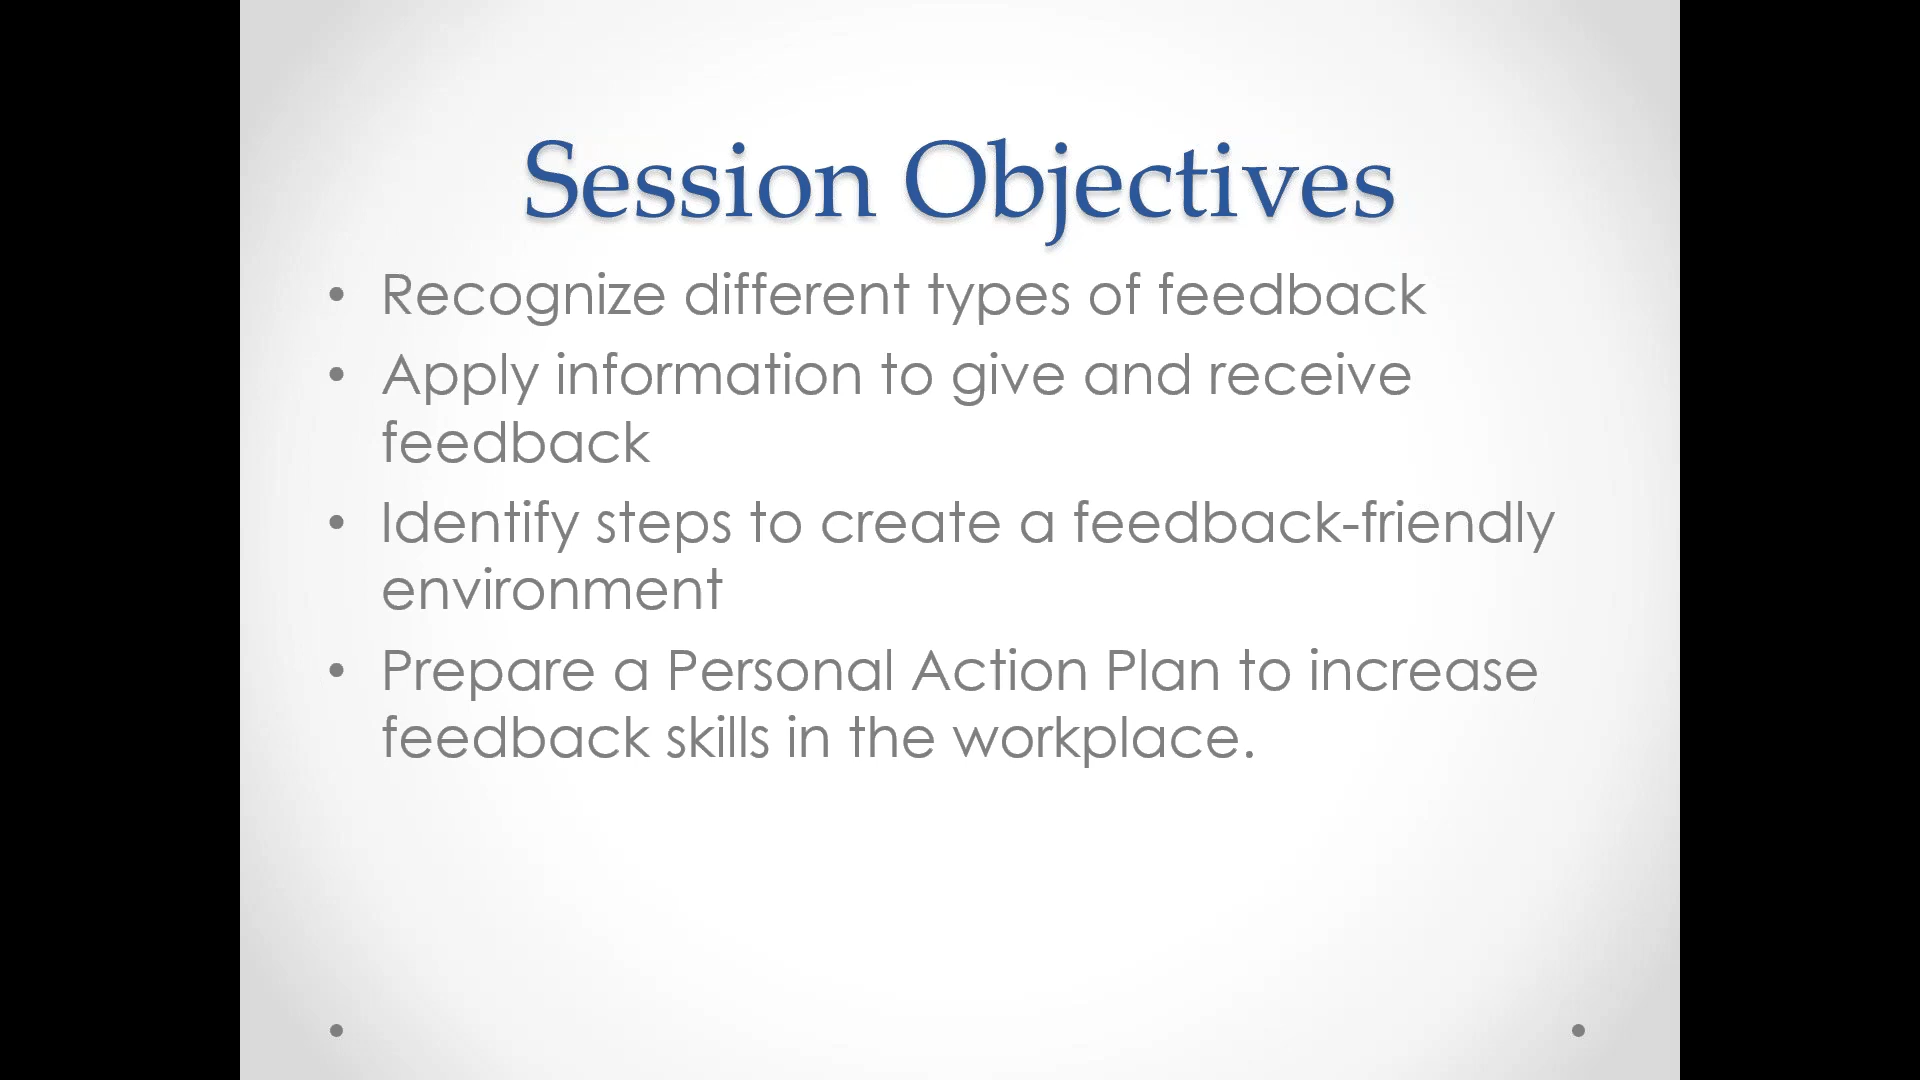 Session Objectives
• Recognize different types of feedback
• Apply information to give and receive
feedback
• Identify steps to create a feedback-friendly
environment
• Prepare a Personal Action Plan to increase
feedback skills in the workplace.